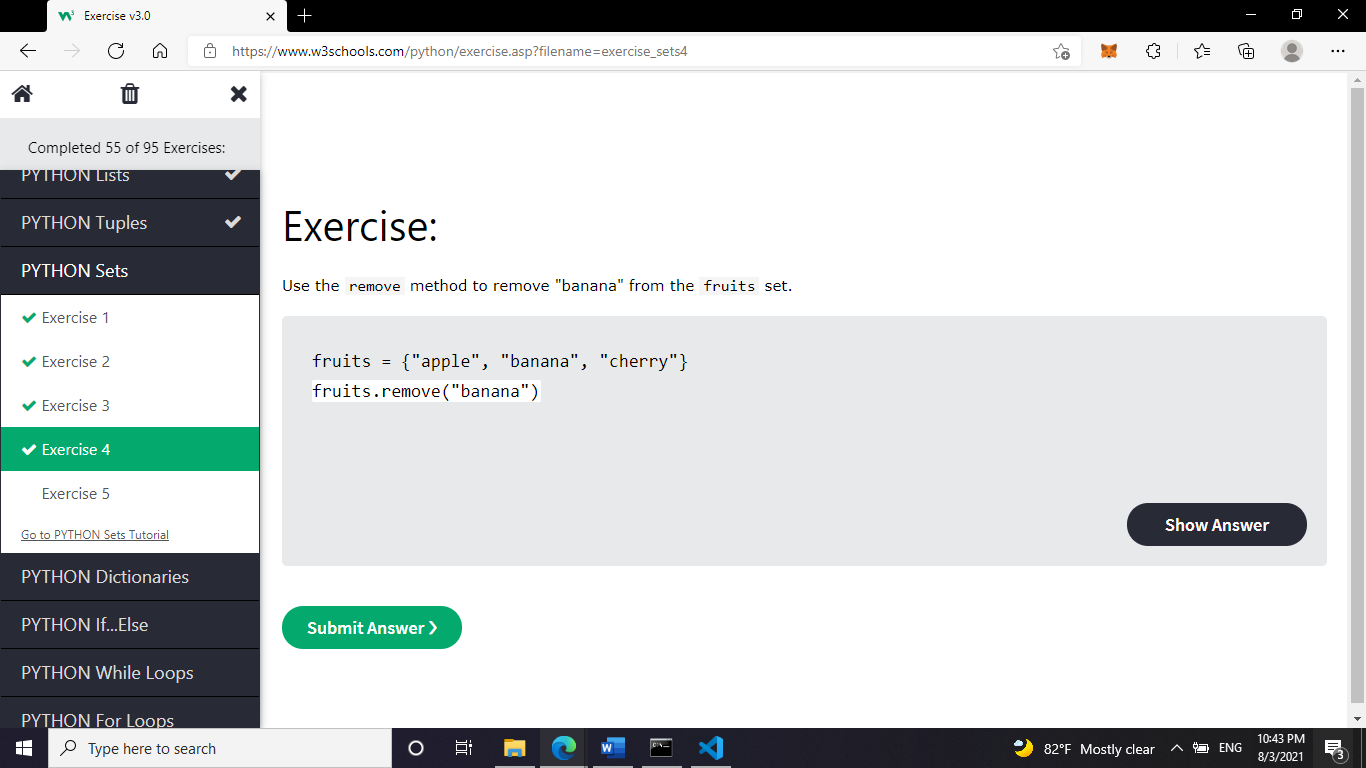 Exercise v3.0
https://www.w3schools.com/python/exercise.asp?filename=exercise_sets4
Completed 55 of 95 Exercises:
PYTHON Lists
PYTHON Tuples
PYTHON Sets
Exercise 1
Exercise 2
Exercise 3
Exercise 4
Exercise 5
Go to PYTHON Sets Tutorial
PYTHON Dictionaries
PYTHON If...Else
PYTHON While Loops
PYTHON For Loops
Exercise:
Use the remove method to remove "banana" from the fruits set.
fruits = {"apple", "banana", "cherry"}
fruits.remove("banana")
Show Answer
Submit Answer ❯
Type here to search
82°F Mostly clear
ENG
10:43 PM
8/3/2021
3